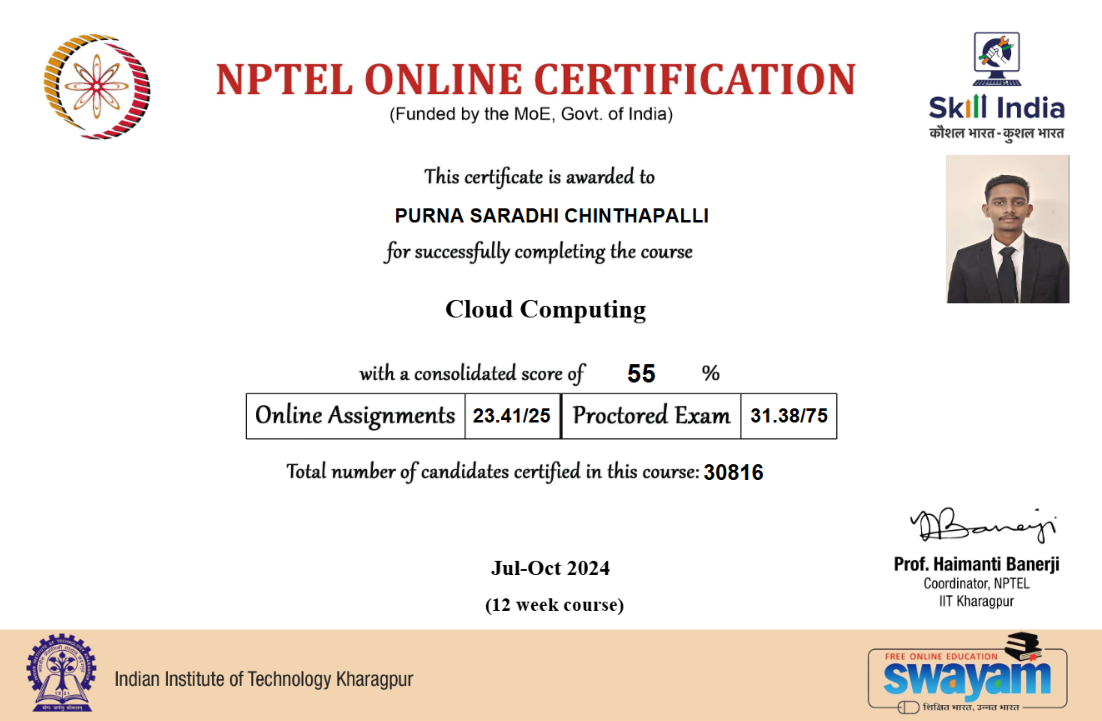 NPTEL ONLINE CERTIFICATION
(Funded by the MoE, Govt. of India)
Skill India
कौशल भारत - कुशल भारत
This certificate is awarded to
PURNA SARADHI CHINTHAPALLI
for successfully completing the course
Cloud Computing
with a consolidated score of 55 %
Online Assignments 23.41/25 Proctored Exam 31.38/75
Total number of candidates certified in this course: 30816
Banerji
Prof. Haimanti Banerji
Coordinator, NPTEL
IIT Kharagpur
Jul-Oct 2024
(12 week course)
Indian Institute of Technology Kharagpur
FREE ONLINE EDUCATION
swayam
शिक्षित भारत, उन्नत भारत